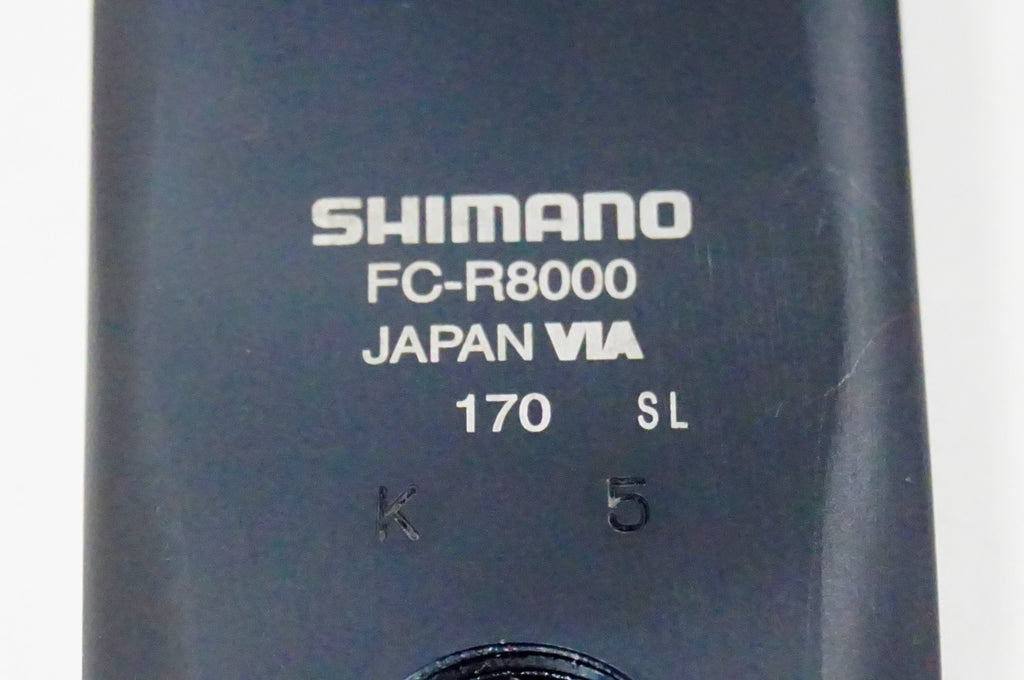 SHIMANO
FC-R8000
JAPAN VIA
170 SL
K 5